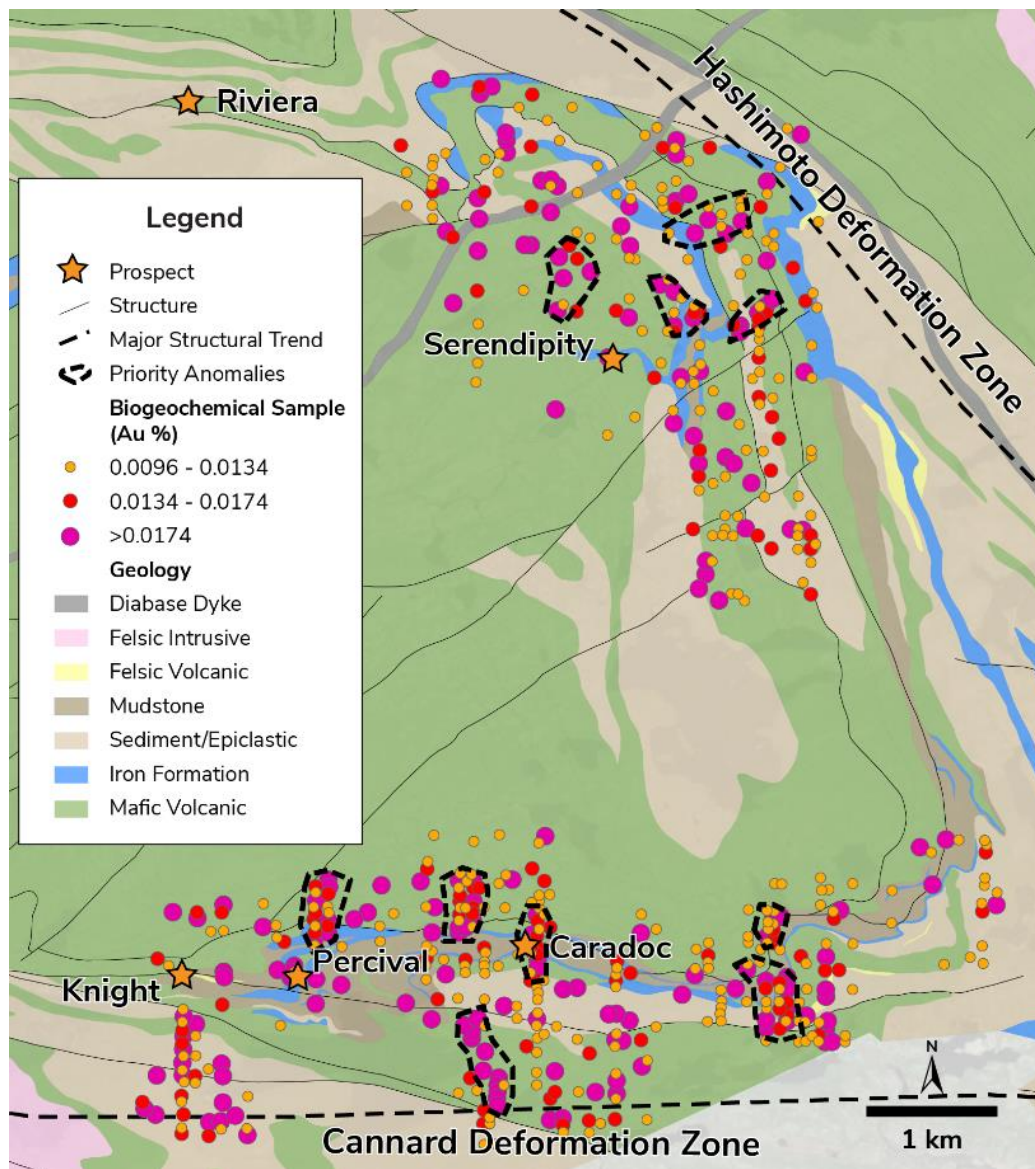 Riviera
Hashimoto Deformation Zone
Legend
Prospect
Structure
Major Structural Trend
Priority Anomalies
Biogeochemical Sample
(Au %)
0.0096 - 0.0134
0.0134 - 0.0174
>0.0174
Geology
Diabase Dyke
Felsic Intrusive
Felsic Volcanic
Mudstone
Sediment/Epiclastic
Iron Formation
Mafic Volcanic
Serendipity
Caradoc
Percival
Knight
N
1 km
Cannard Deformation Zone